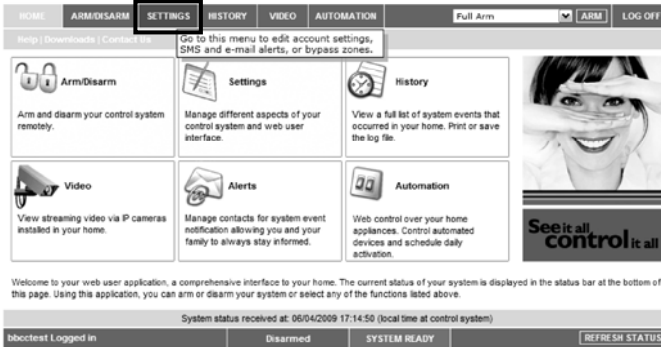 HOME ARM/DISARM SETTINGS HISTORY VIDEO AUTOMATION Full Arm ARM LOG OFF
Help | Downloads | Contact Us
Go to this menu to edit account settings,
SMS and e-mail alerts, or bypass zones.
Arm/Disarm
Arm and disarm your control system
remotely.
Settings
Manage different aspects of your
control system and web user
interface.
History
View a full list of system events that
occurred in your home. Print or save
the log file.
Video
View streaming video via IP cameras
installed in your home.
Alerts
Manage contacts for system event
notification allowing you and your
family to always stay informed.
Automation
Web control over your home
appliances. Control automated
devices and schedule daily
activation.
See it all
control it all
Welcome to your web user application, a comprehensive interface to your home. The current status of your system is displayed in the status bar at the bottom of
this page. Using this application, you can arm or disarm your system or select any of the functions listed above.
System status received at: 06/04/2009 17:14:50 (local time at control system)
bbcctest Logged in Disarmed SYSTEM READY REFRESH STATUS